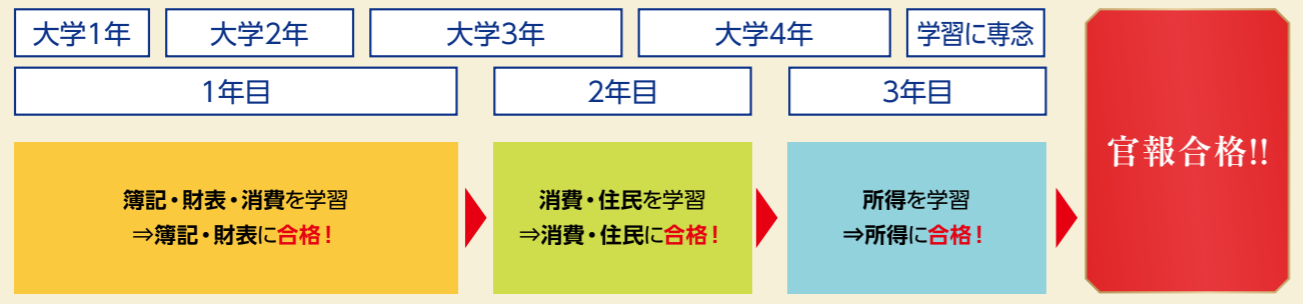 大学1年
大学2年
大学3年
大学4年
学習に専念
1年目
2年目
3年目
簿記・財表・消費を学習
⇒簿記・財表に合格！
消費・住民を学習
⇒消費・住民に合格！
所得を学習
⇒所得に合格！
官報合格!!